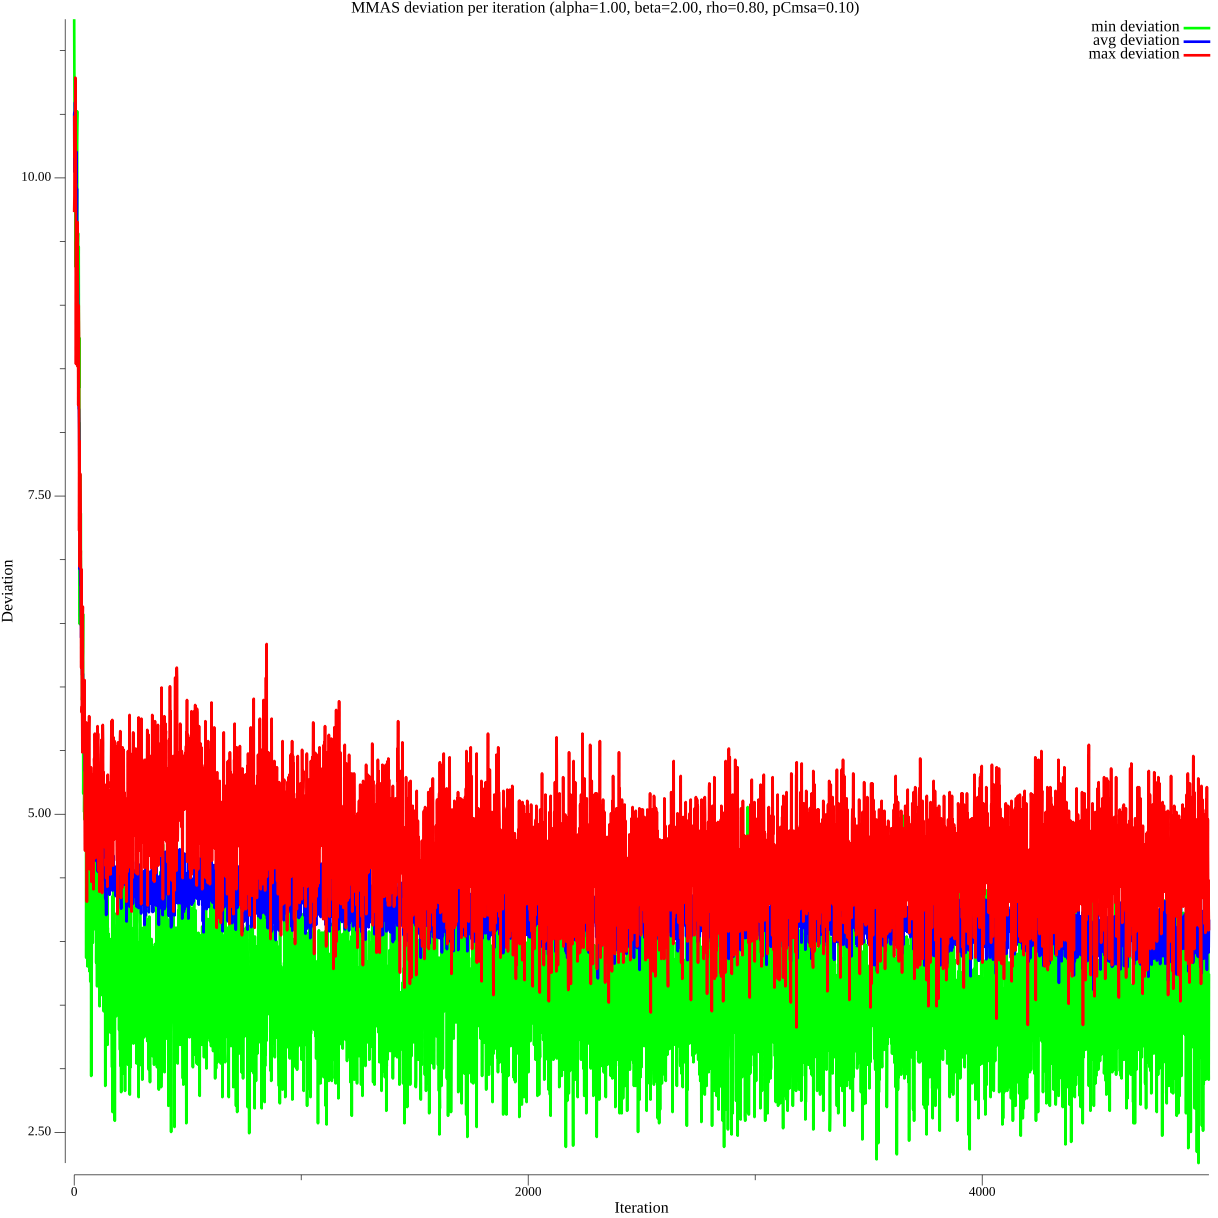 MMAS deviation per iteration (alpha=1.00, beta=2.00, rho=0.80, pCmsa=0.10)
min deviation
avg deviation
max deviation
10.00
7.50
5.00
2.50
Deviation
0
2000
4000
Iteration